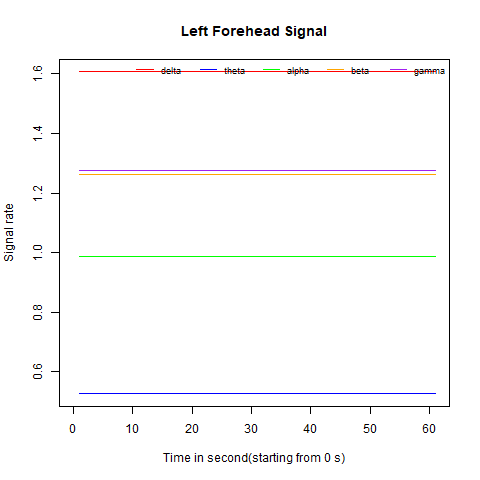 Left Forehead Signal
delta theta alpha beta gamma
1.6
1.4
1.2
1.0
0.8
0.6
Signal rate
0 10 20 30 40 50 60
Time in second(starting from 0 s)